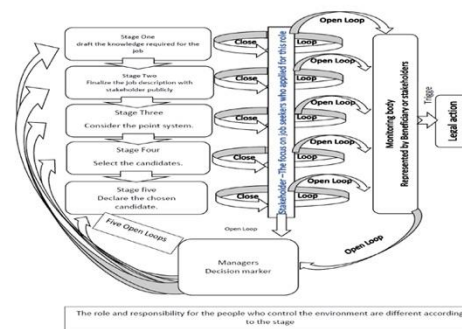 Stage One
draft the knowledge required for the
job
Stage Two
Finalize the job description with
stakeholder publicly
Stage Three
Consider the point system.
Stage Four
Select the candidates.
Stage five
Declare the chosen
candidate.
Close
Loop
Close
Loop
Close
Loop
Close
Loop
Close
Loop
Stakeholder –The focus on job seekers who applied for this role
Open Loop
Open Loop
Open Loop
Open Loop
Open Loop
Monitoring body
Represented by Beneficiary or stakeholders
Trigge
Legal action
Five Open Loops
Open Loop
Open Loop
Managers
Decision marker
The role and responsibility for the people who control the environment are different according
to the stage